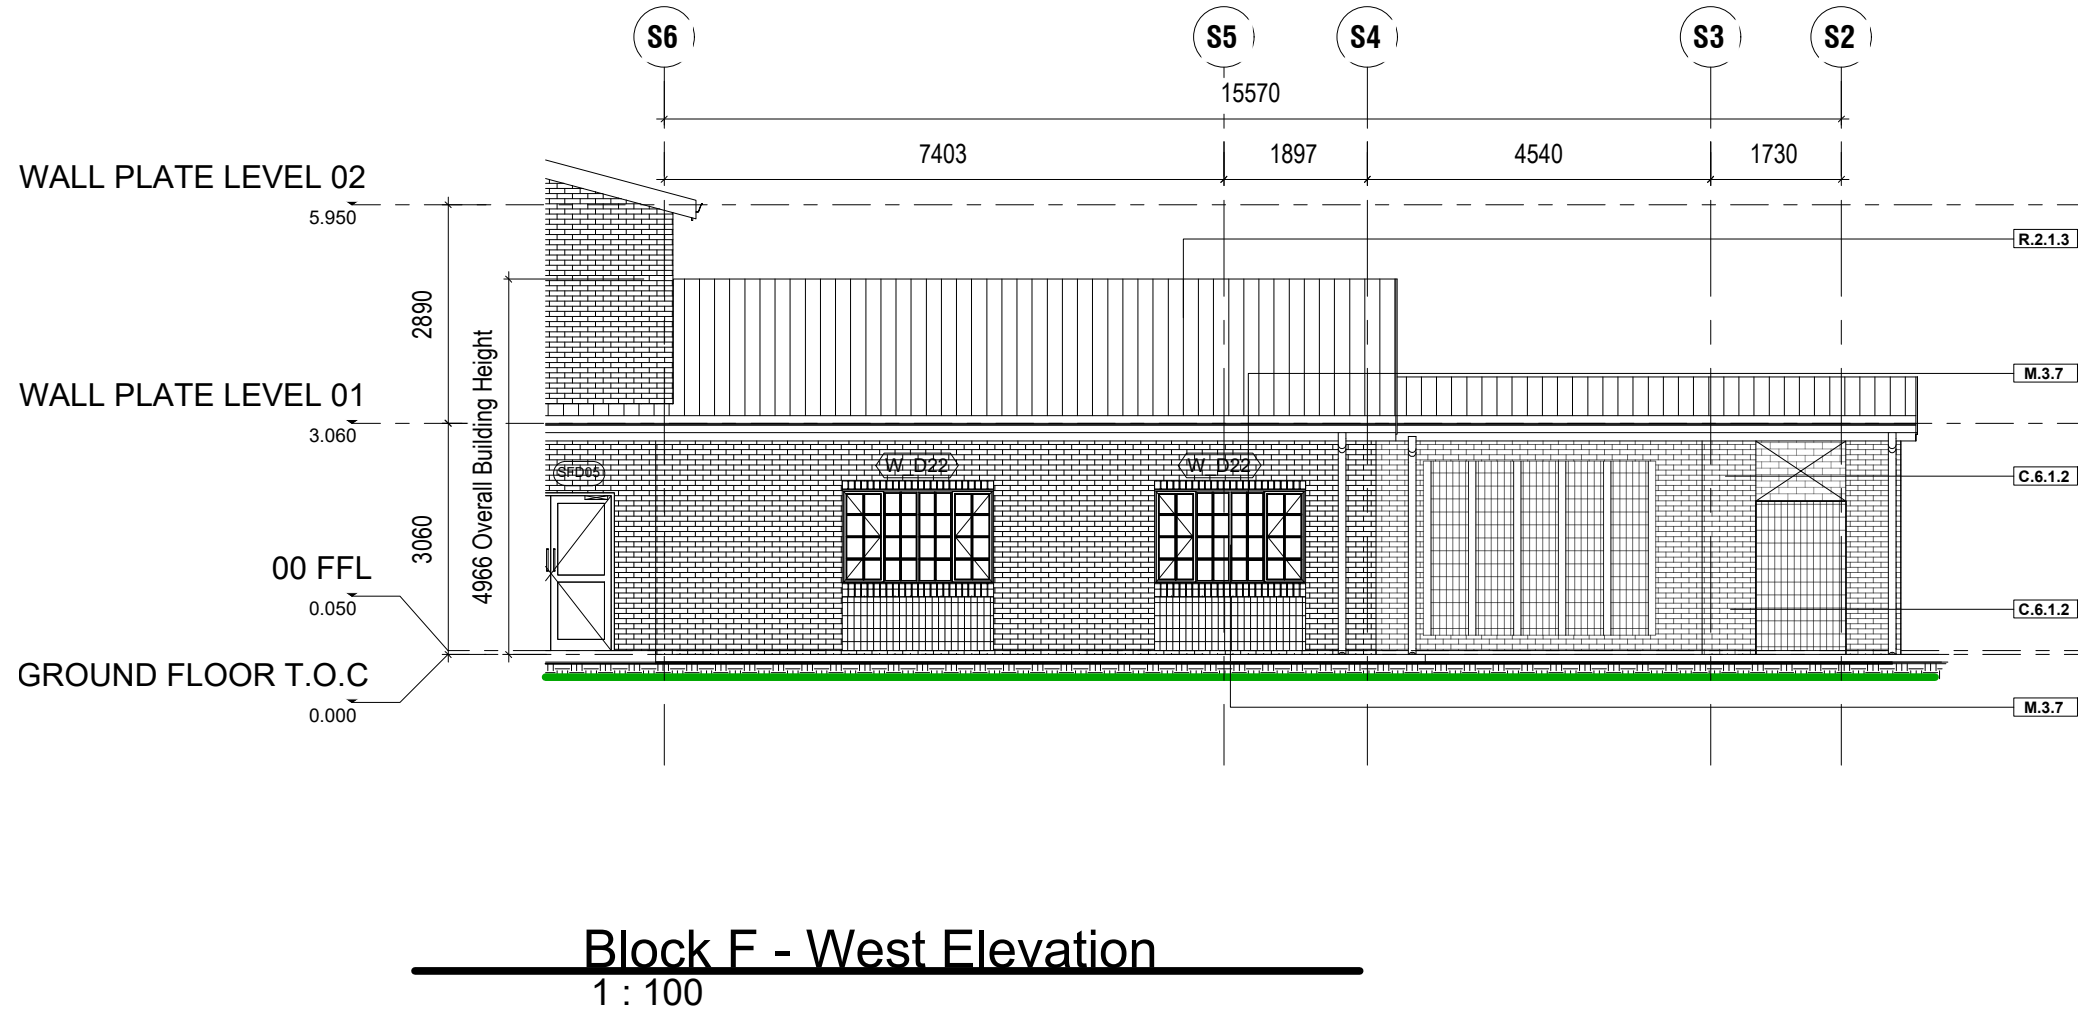 S6 S5 S4 S3 S2
15570
7403 1897 4540 1730
WALL PLATE LEVEL 02
5.950
R.2.1.3
2890
4966 Overall Building Height
M.3.7
WALL PLATE LEVEL 01
3.060
SFD05 W_D22 W_D22
C.6.1.2
3060
00 FFL
0.050
C.6.1.2
GROUND FLOOR T.O.C
0.000
M.3.7
Block F - West Elevation
1 : 100